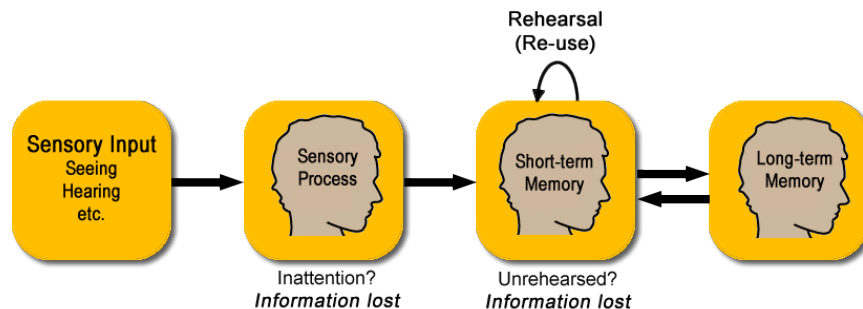 Rehearsal
(Re-use)
Sensory Input
Seeing
Hearing
etc.
Sensory
Process
Short-term
Memory
Long-term
Memory
Inattention?
Information lost
Unrehearsed?
Information lost